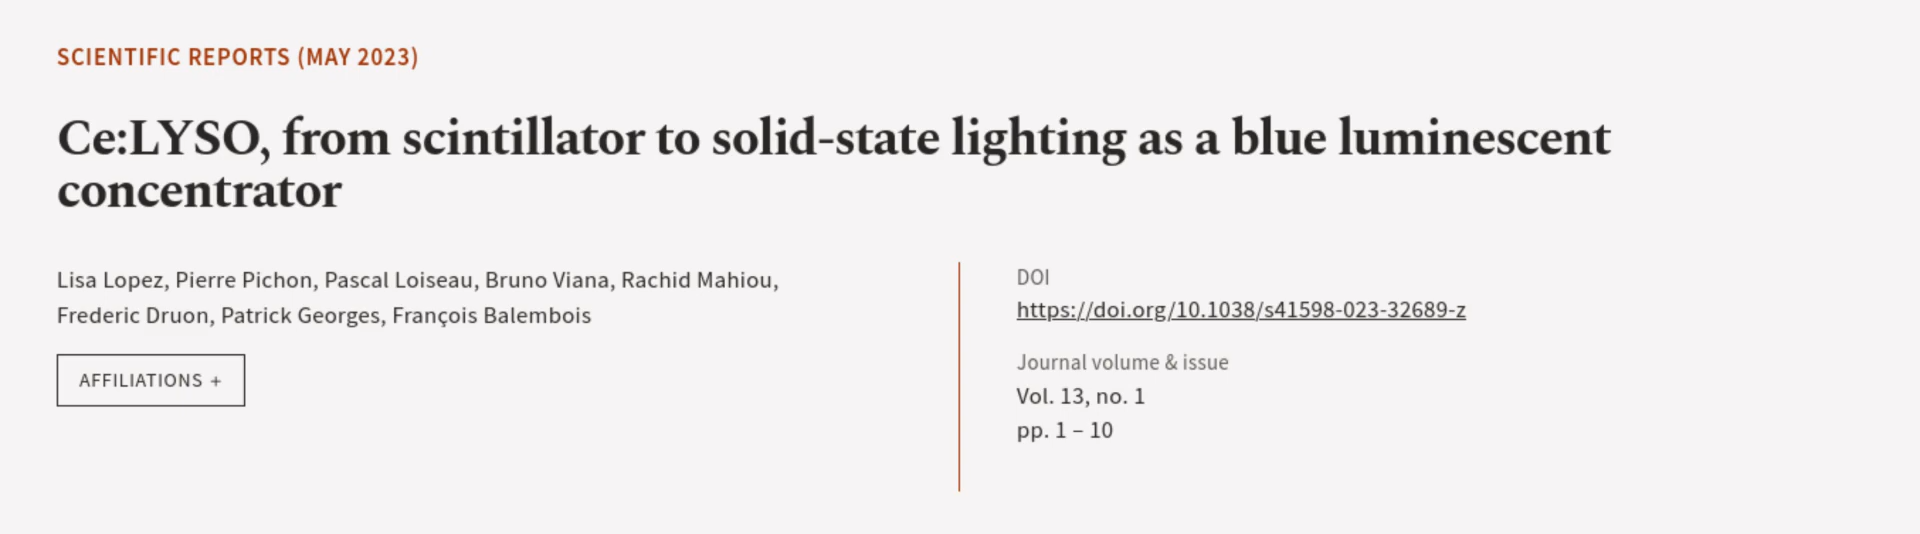 SCIENTIFIC REPORTS (MAY 2023)
Ce:LYSO, from scintillator to solid-state lighting as a blue luminescent
concentrator
Lisa Lopez, Pierre Pichon, Pascal Loiseau, Bruno Viana, Rachid Mahiou,
Frederic Druon, Patrick Georges, François Balembois
AFFILIATIONS +
DOI
https://doi.org/10.1038/s41598-023-32689-z
Journal volume & issue
Vol. 13, no. 1
pp. 1 – 10